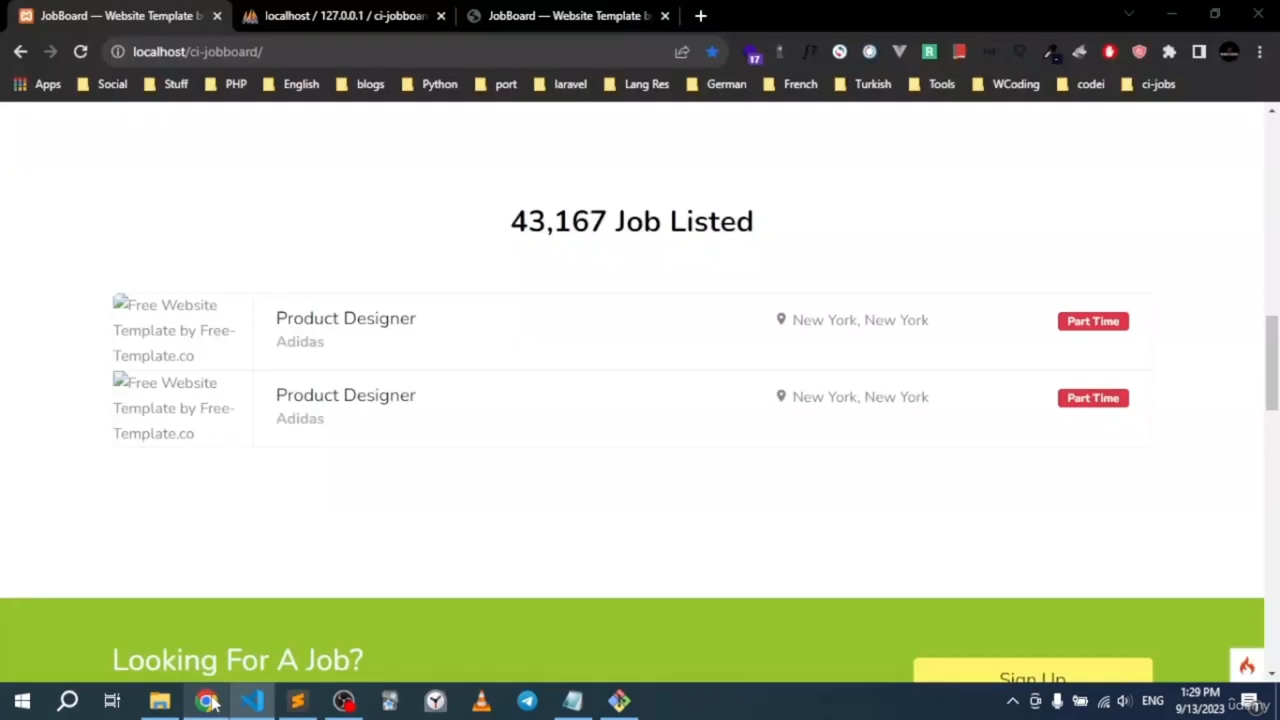 JobBoard — Website Template b
localhost / 127.0.0.1 / ci-jobboar
JobBoard — Website Template b
localhost/ci-jobboard/
17
Apps
Social
Stuff
PHP
English
blogs
Python
port
laravel
Lang Res
German
French
Turkish
Tools
WCoding
codei
ci-jobs
43,167 Job Listed
Free Website
Template by Free-
Template.co
Product Designer
Adidas
New York, New York
Part Time
Free Website
Template by Free-
Template.co
Product Designer
Adidas
New York, New York
Part Time
Looking For A Job?
Sign Up
ENG
1:29 PM
9/13/2023
udemy